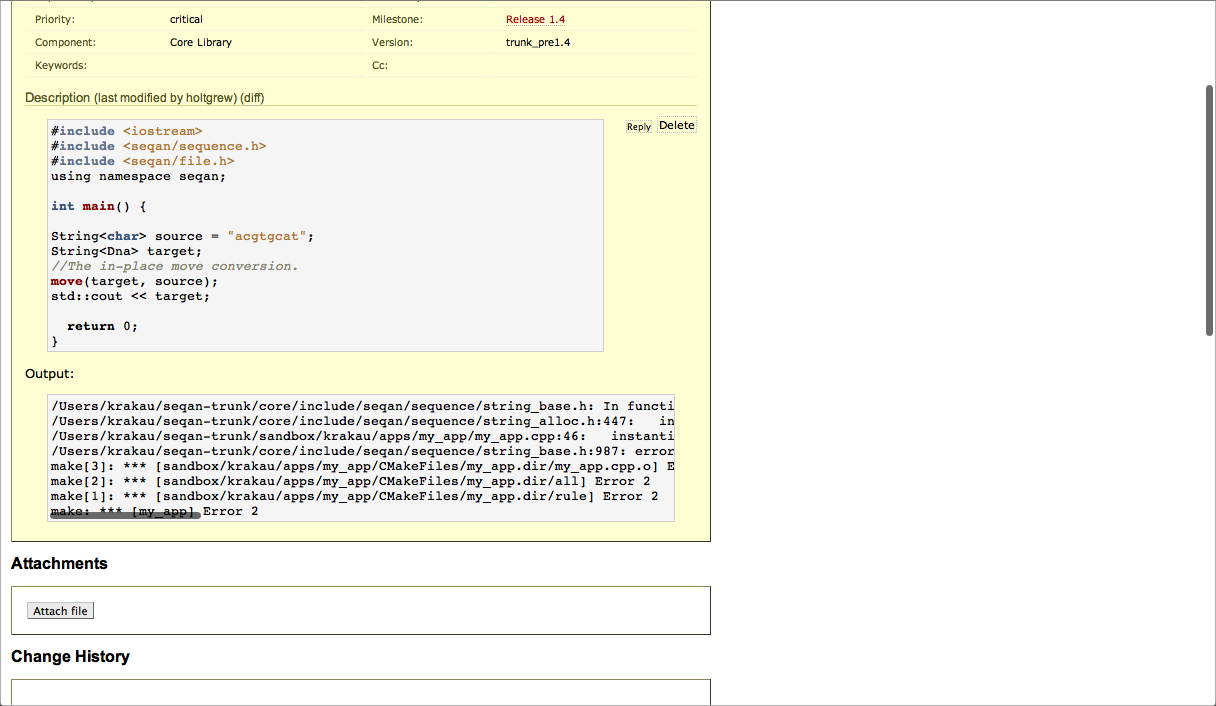 Priority: critical Milestone: Release 1.4
Component: Core Library Version: trunk_pre1.4
Keywords: Cc:
Description (last modified by holtgrew) (diff)
Reply Delete
#include <iostream>
#include <seqan/sequence.h>
#include <seqan/file.h>
using namespace seqan;
int main() {
String<char> source = "acgtgcat";
String<Dna> target;
//The in-place move conversion.
move(target, source);
std::cout << target;
return 0;
}
Output:
/Users/krakau/seqan-trunk/core/include/seqan/sequence/string_base.h: In functi
/Users/krakau/seqan-trunk/core/include/seqan/sequence/string_alloc.h:447:   in
/Users/krakau/seqan-trunk/sandbox/krakau/apps/my_app/my_app.cpp:46:   instanti
/Users/krakau/seqan-trunk/core/include/seqan/sequence/string_base.h:987: error
make[3]: *** [sandbox/krakau/apps/my_app/CMakeFiles/my_app.dir/my_app.cpp.o] E
make[2]: *** [sandbox/krakau/apps/my_app/CMakeFiles/my_app.dir/all] Error 2
make[1]: *** [sandbox/krakau/apps/my_app/CMakeFiles/my_app.dir/rule] Error 2
make: *** [my_app] Error 2
Attachments
Attach file
Change History